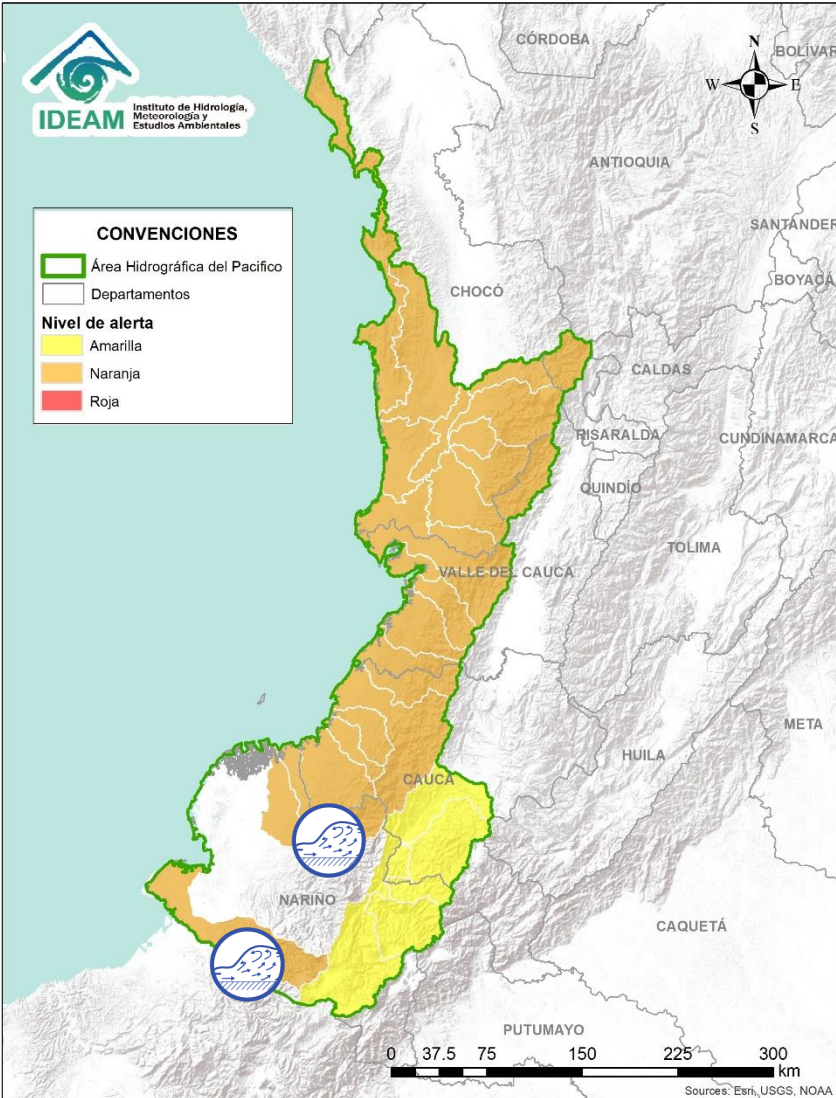 IDEAM
Instituto de Hidrología,
Meteorología y
Estudios Ambientales
CÓRDOBA
BOLÍVAR
N
W
E
S
ANTIOQUIA
SANTANDER
BOYACÁ
CONVENCIONES
Área Hidrográfica del Pacifico
Departamentos
Nivel de alerta
Amarilla
Naranja
Roja
CHOCÓ
CALDAS
RISARALDA
CUNDINAMARCA
QUINDÍO
TOLIMA
VALLE DEL CAUCA
META
HUILA
CAUCA
NARIÑO
CAQUETÁ
PUTUMAYO
0 37.5 75 150 225 300
km
Sources: Esri, USGS, NOAA